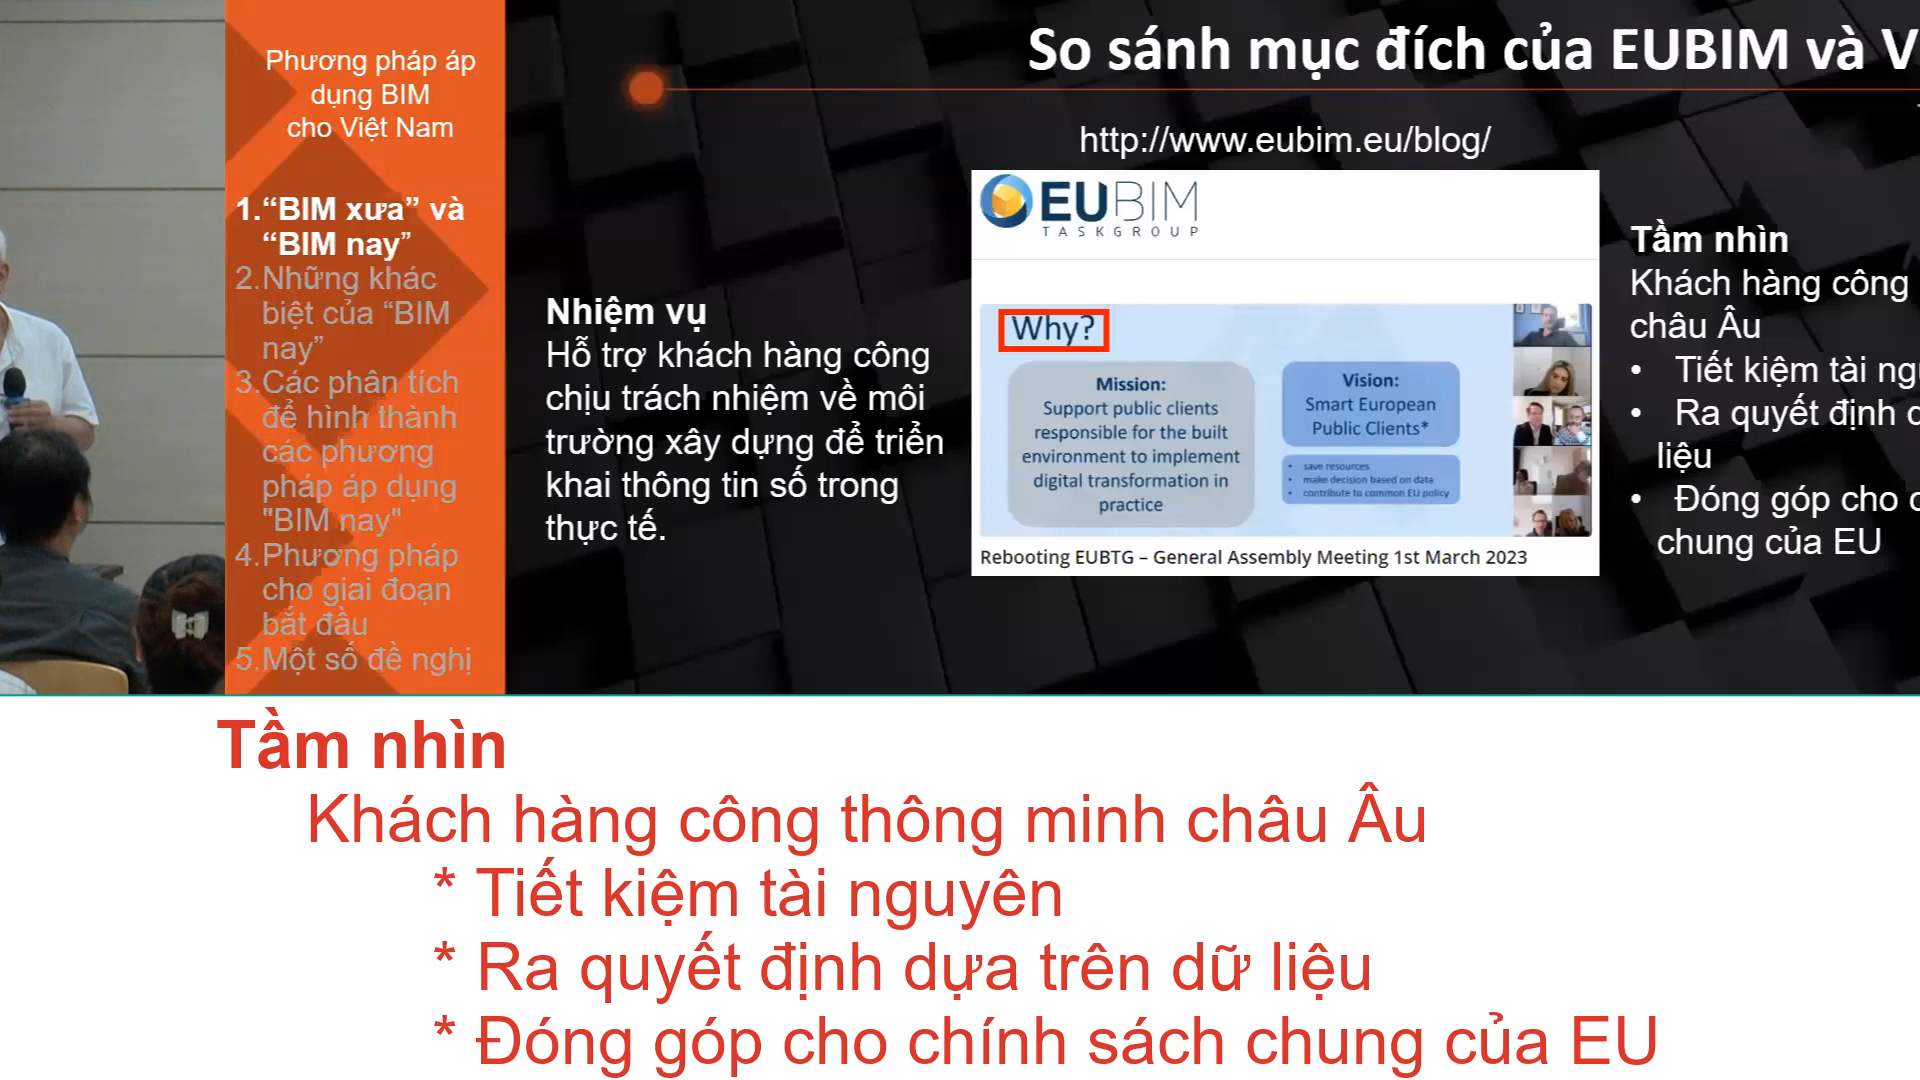 Phương pháp áp
dụng BIM
cho Việt Nam
1.“BIM xưa” và
“BIM nay”
2.Những khác
biệt của “BIM
nay”
3.Các phân tích
để hình thành
các phương
pháp áp dụng
"BIM nay"
4.Phương pháp
cho giai đoạn
bắt đầu
5.Một số đề nghị
So sánh mục đích của EUBIM và V
http://www.eubim.eu/blog/
Nhiệm vụ
Hỗ trợ khách hàng công
chịu trách nhiệm về môi
trường xây dựng để triển
khai thông tin số trong
thực tế.
EUBIM
TASKGROUP
Why?
Mission:
Support public clients
responsible for the built
environment to implement
digital transformation in
practice
Vision:
Smart European
Public Clients*
• save resources
• make decision based on data
• contribute to common EU policy
Rebooting EUBTG – General Assembly Meeting 1st March 2023
Tầm nhìn
Khách hàng công
châu Âu
• Tiết kiệm tài
• Ra quyết định
liệu
• Đóng góp cho
chung của EU
Tầm nhìn
Khách hàng công thông minh châu Âu
* Tiết kiệm tài nguyên
* Ra quyết định dựa trên dữ liệu
* Đóng góp cho chính sách chung của EU